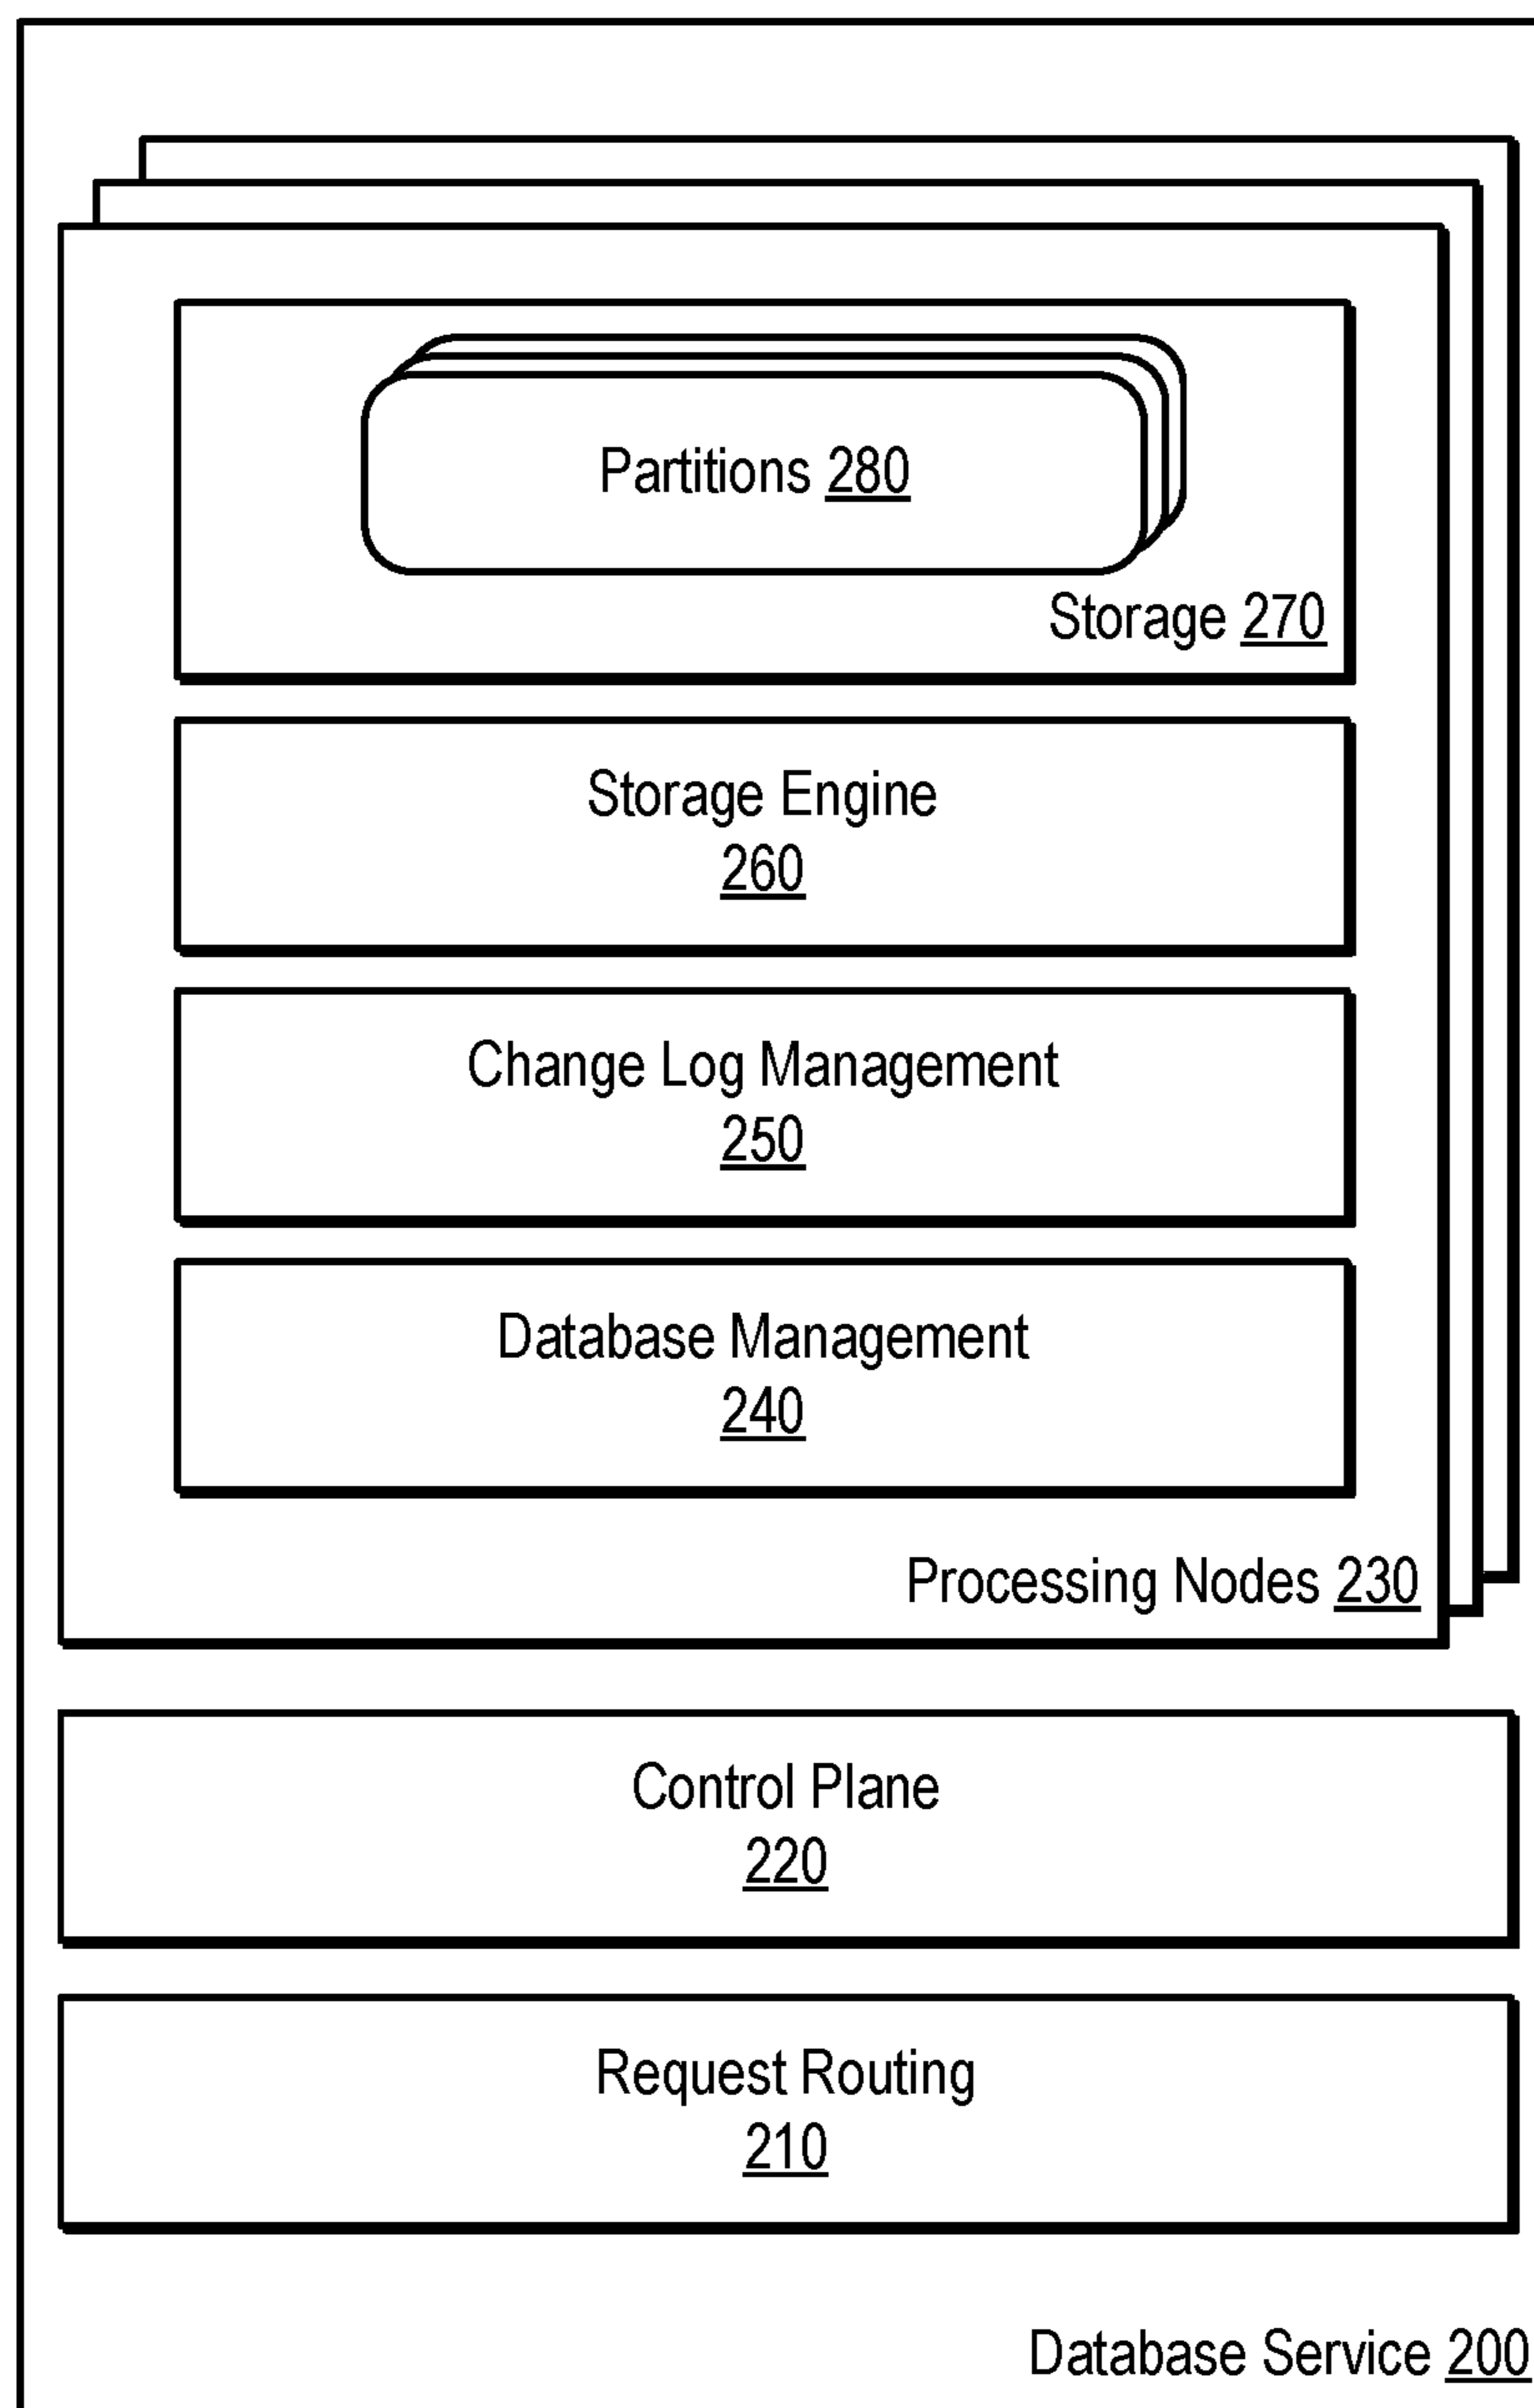 Partitions 280
Storage 270
Storage Engine
260
Change Log Management
250
Database Management
240
Processing Nodes 230
Control Plane
220
Request Routing
210
Database Service 200